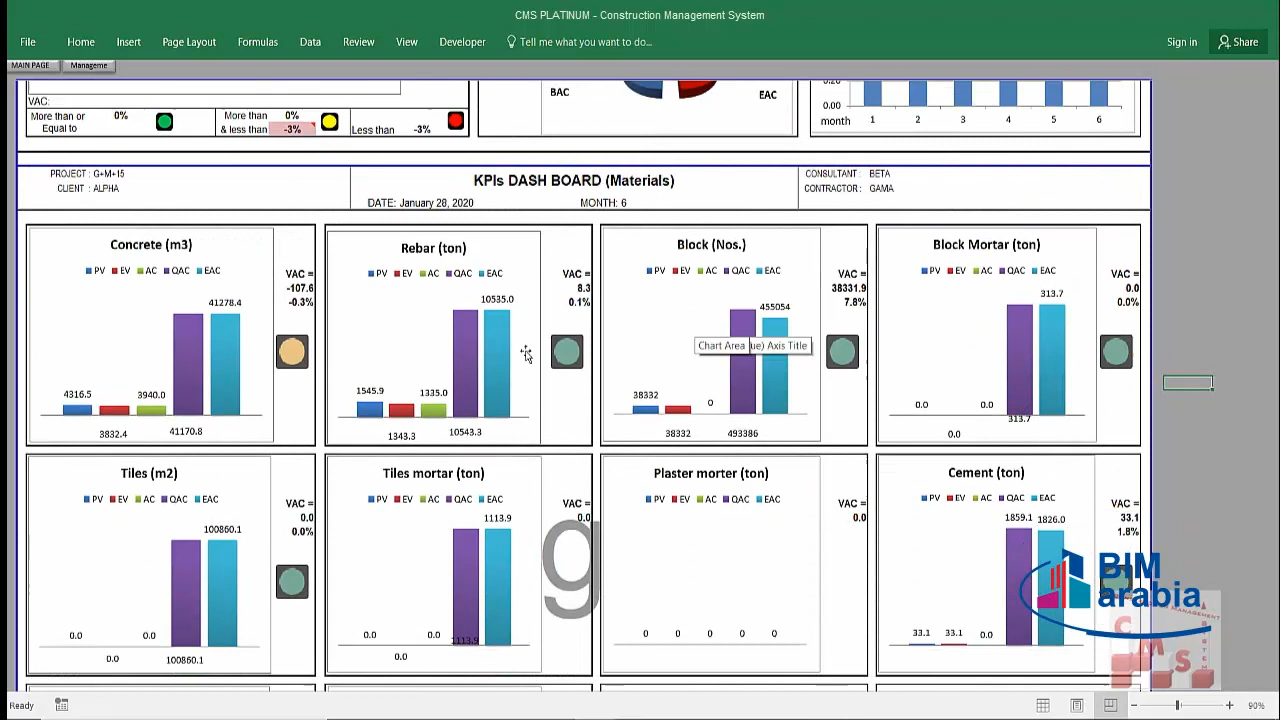 CMS PLATINUM - Construction Management System
File Home Insert Page Layout Formulas Data Review View Developer Tell me what you want to do... Sign in Share
MAIN PAGE Manageme
VAC:
More than or Equal to 0% More than & less than 0% -3% Less than -3%
BAC EAC
0.20
0.00
month 1 2 3 4 5 6
PROJECT : G+M+15
CLIENT : ALPHA
KPIs DASH BOARD (Materials)
DATE: January 28, 2020 MONTH: 6
CONSULTANT : BETA
CONTRACTOR : GAMA
Concrete (m3)
PV EV AC QAC EAC
VAC =
-107.6
-0.3%
41278.4
4316.5 3940.0
3832.4 41170.8
Rebar (ton)
PV EV AC QAC EAC
VAC =
8.3
0.1%
10535.0
1545.9 1335.0
1343.3 10543.3
Block (Nos.)
PV EV AC QAC EAC
VAC =
38331.9
7.8%
455054
Chart Area ue) Axis Title
38332 0
38332 493386
Block Mortar (ton)
PV EV AC QAC EAC
VAC =
0.0
0.0%
313.7
0.0 0.0
313.7
0.0
Tiles (m2)
PV EV AC QAC EAC
VAC =
0.0
0.0%
100860.1
0.0 0.0
0.0 100860.1
Tiles mortar (ton)
PV EV AC QAC EAC
VAC =
0.0
1113.9
0.0 0.0 1113.9
0.0
g
Plaster morter (ton)
PV EV AC QAC EAC
VAC =
0.0
0 0 0 0 0
Cement (ton)
PV EV AC QAC EAC
VAC =
33.1
1.8%
1859.1 1826.0
33.1 33.1 0.0
BIM
arabia
CMS
Ready 90%